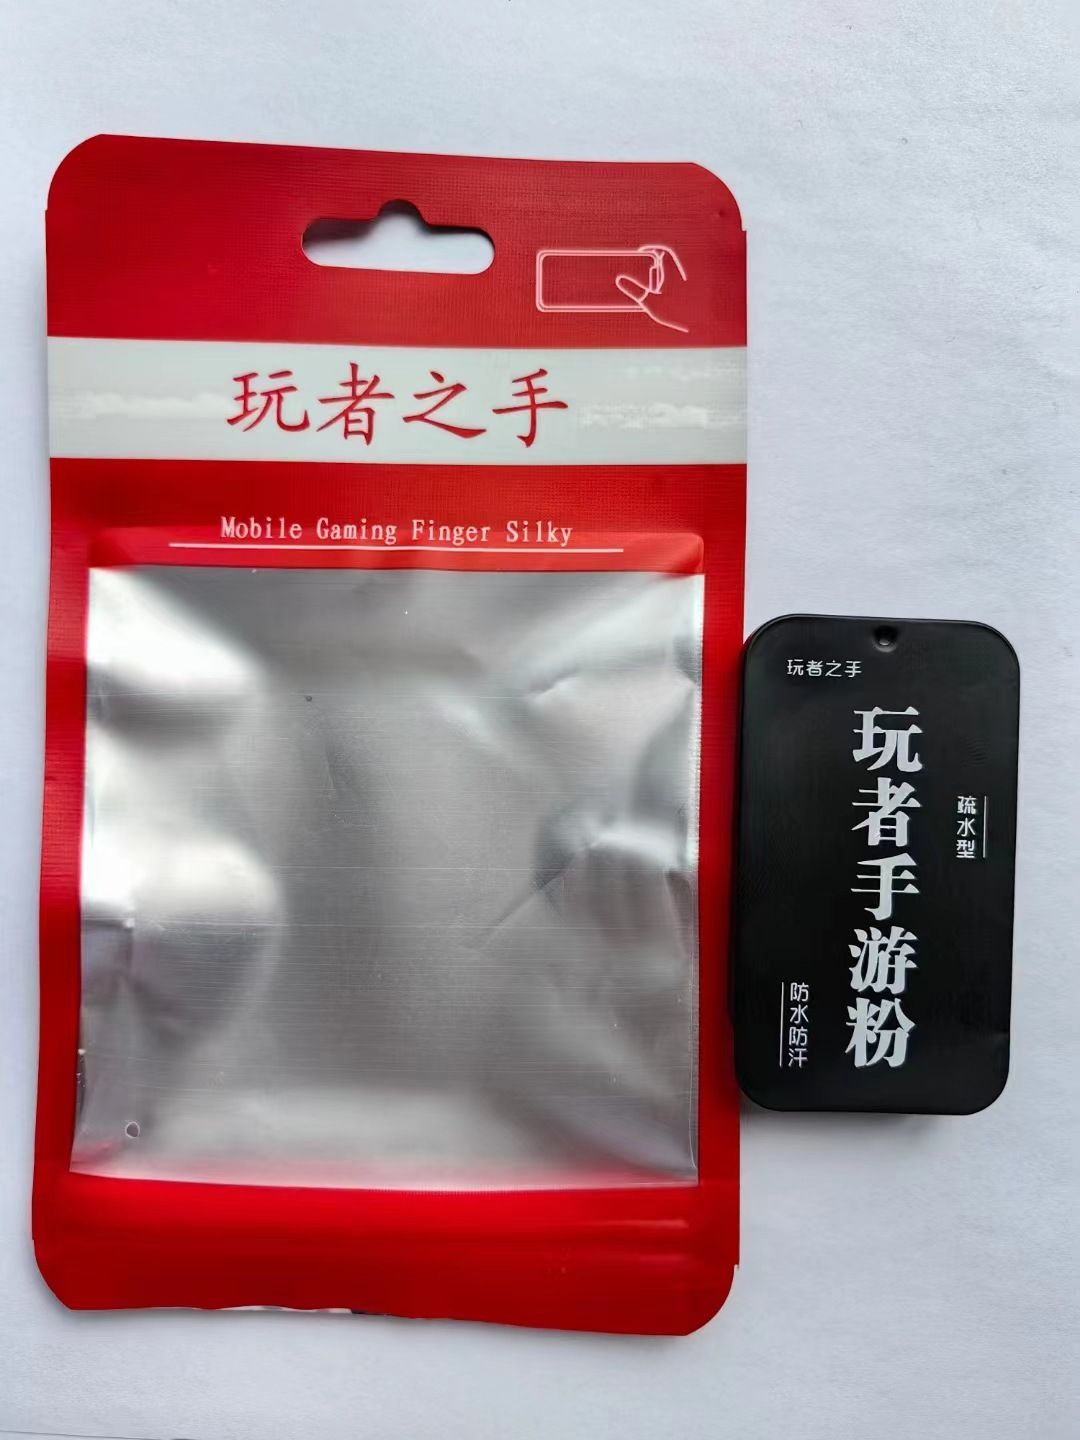 玩者之手
Mobile Gaming Finger Silky
玩者之手
玩者手游粉
疏水型
防水防汗